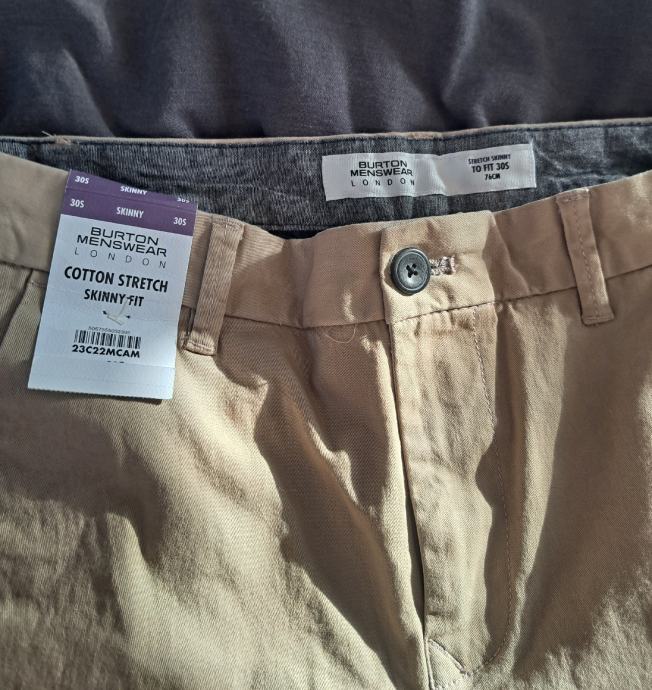 BURTON
MENSWEAR
LONDON
STRETCH SKINNY
TO FIT 30S
76CM
30S SKINNY 30S
30S SKINNY 30S
BURTON
MENSWEAR
LONDON
COTTON STRETCH
SKINNY FIT
23C22MCAM